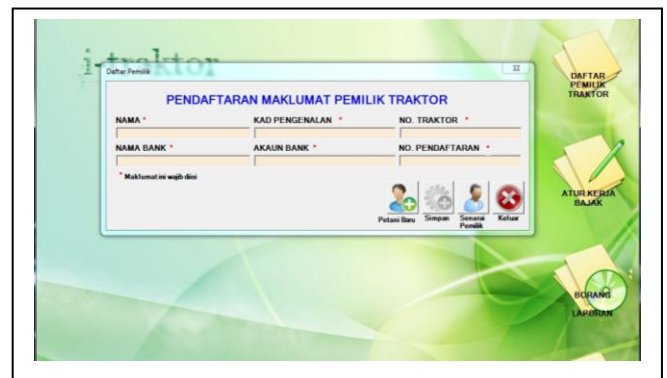 i-traktor
Daftar Pemilik
PENDAFTARAN MAKLUMAT PEMILIK TRAKTOR
NAMA *
KAD PENGENALAN *
NO. TRAKTOR *
NAMA BANK *
AKAUN BANK *
NO. PENDAFTARAN *
* Maklumat ini wajib diisi
Petani Baru
Simpan
Senarai
Pemilik
Keluar
DAFTAR
PEMILIK
TRAKTOR
ATUR KERJA
BAJAK
BORANG
LAPORAN